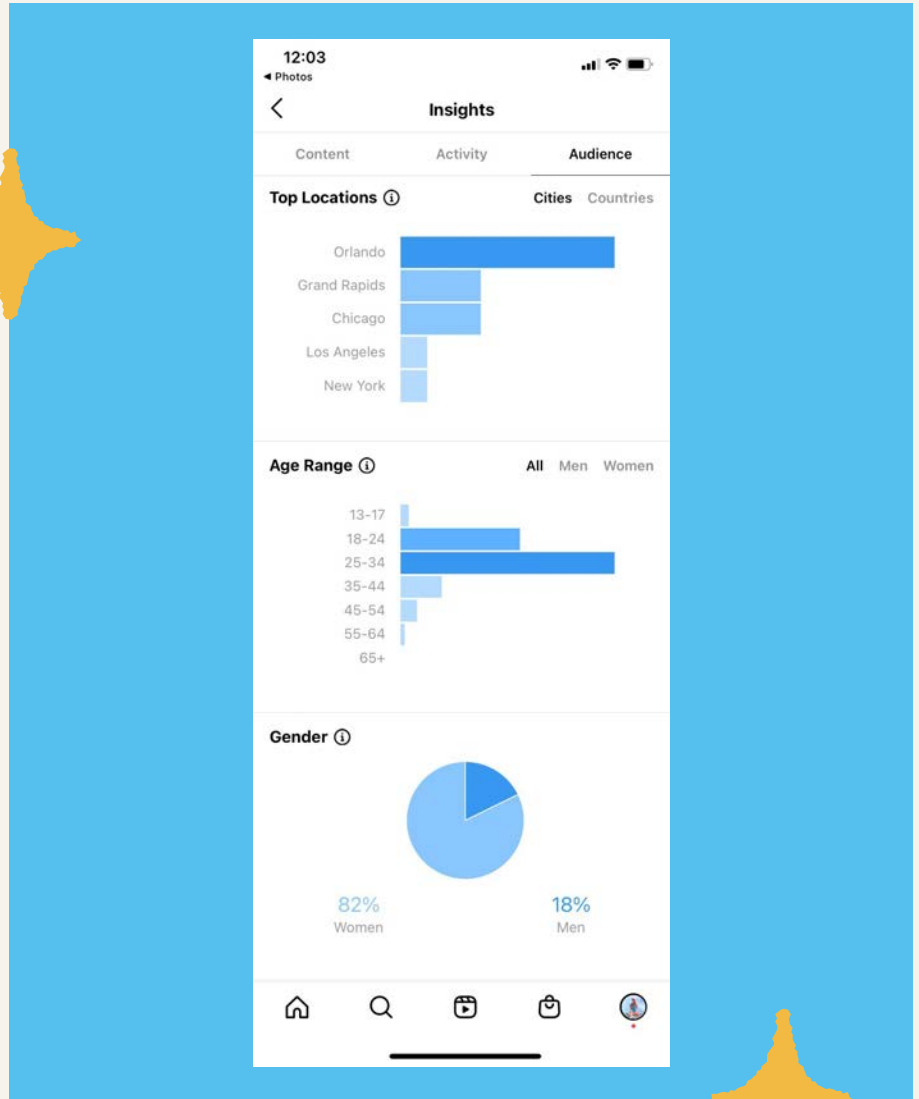 12:03
◀ Photos
Insights
Content Activity Audience
Top Locations Cities Countries
Orlando
Grand Rapids
Chicago
Los Angeles
New York
Age Range All Men Women
13-17
18-24
25-34
35-44
45-54
55-64
65+
Gender
82% 18%
Women Men